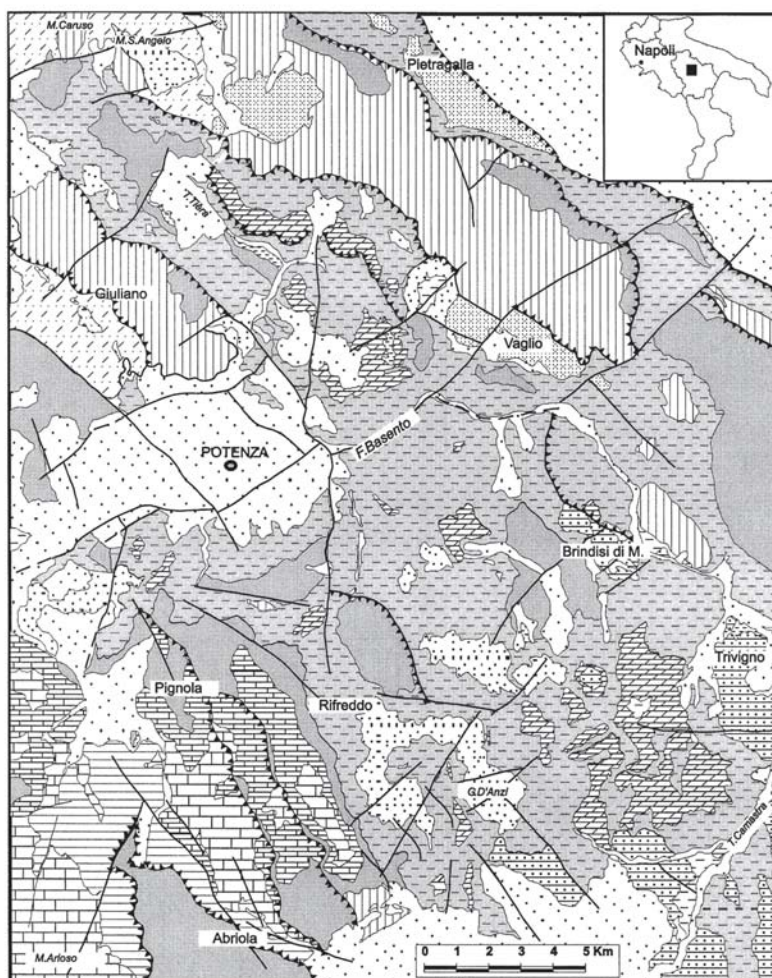 M.Caruso
M.S.Angelo
Pietragalla
Napoli
F.Tiera
Giuliano
Vaglio
F.Basento
POTENZA
Brindisi di M.
Trivigno
Pignola
Rifreddo
G.D'Anzi
T.Camastra
Abriola
M.Arioso
0 1 2 3 4 5 Km